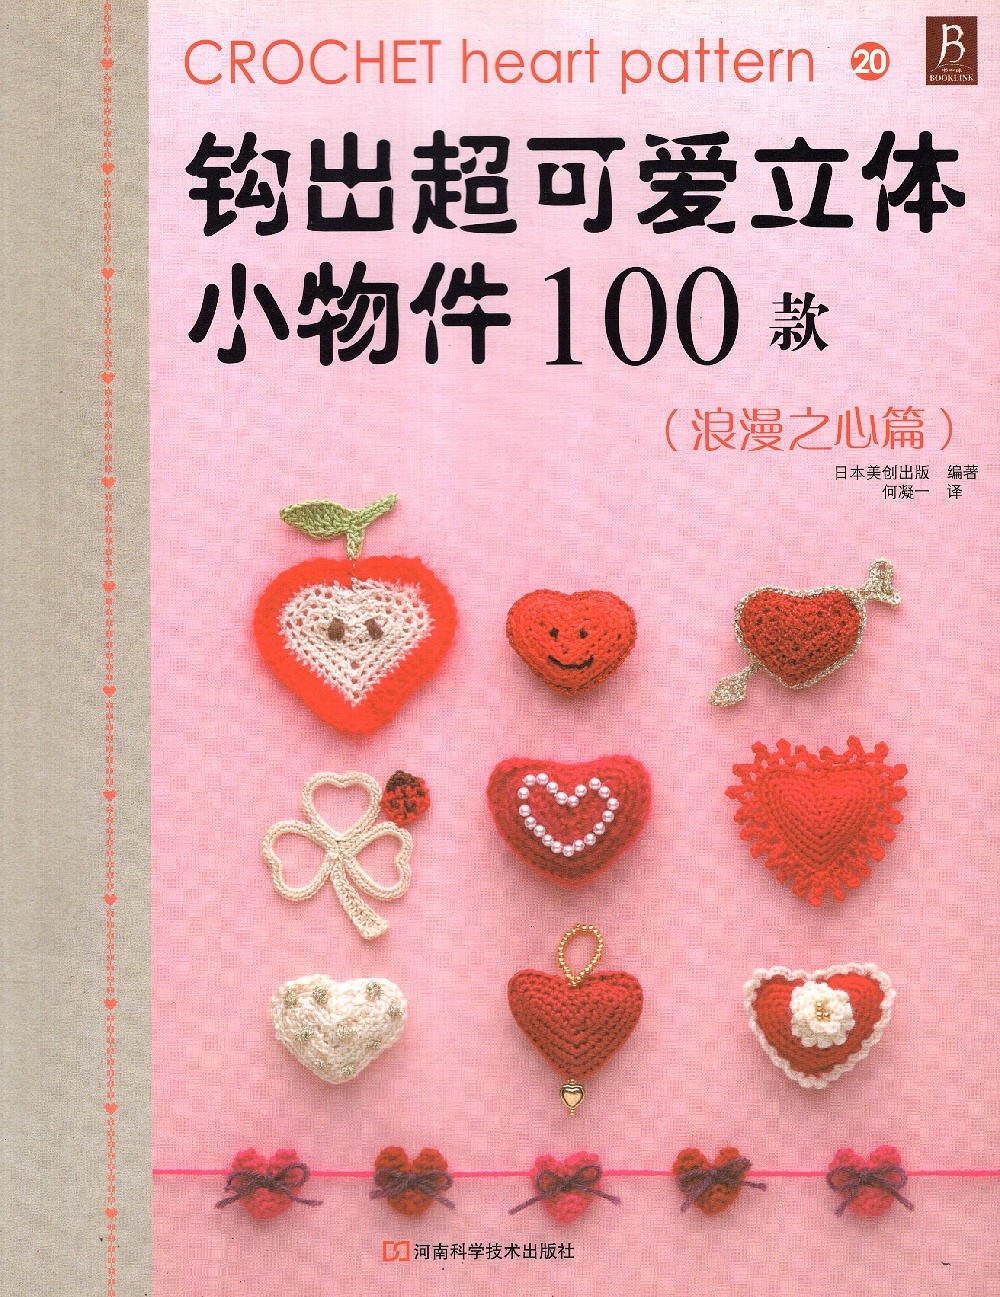 CROCHET heart pattern 20
B
BOOKLINK
钩出超可爱立体
小物件100款
（浪漫之心篇）
日本美创出版 编著
何凝一 译
河南科学技术出版社